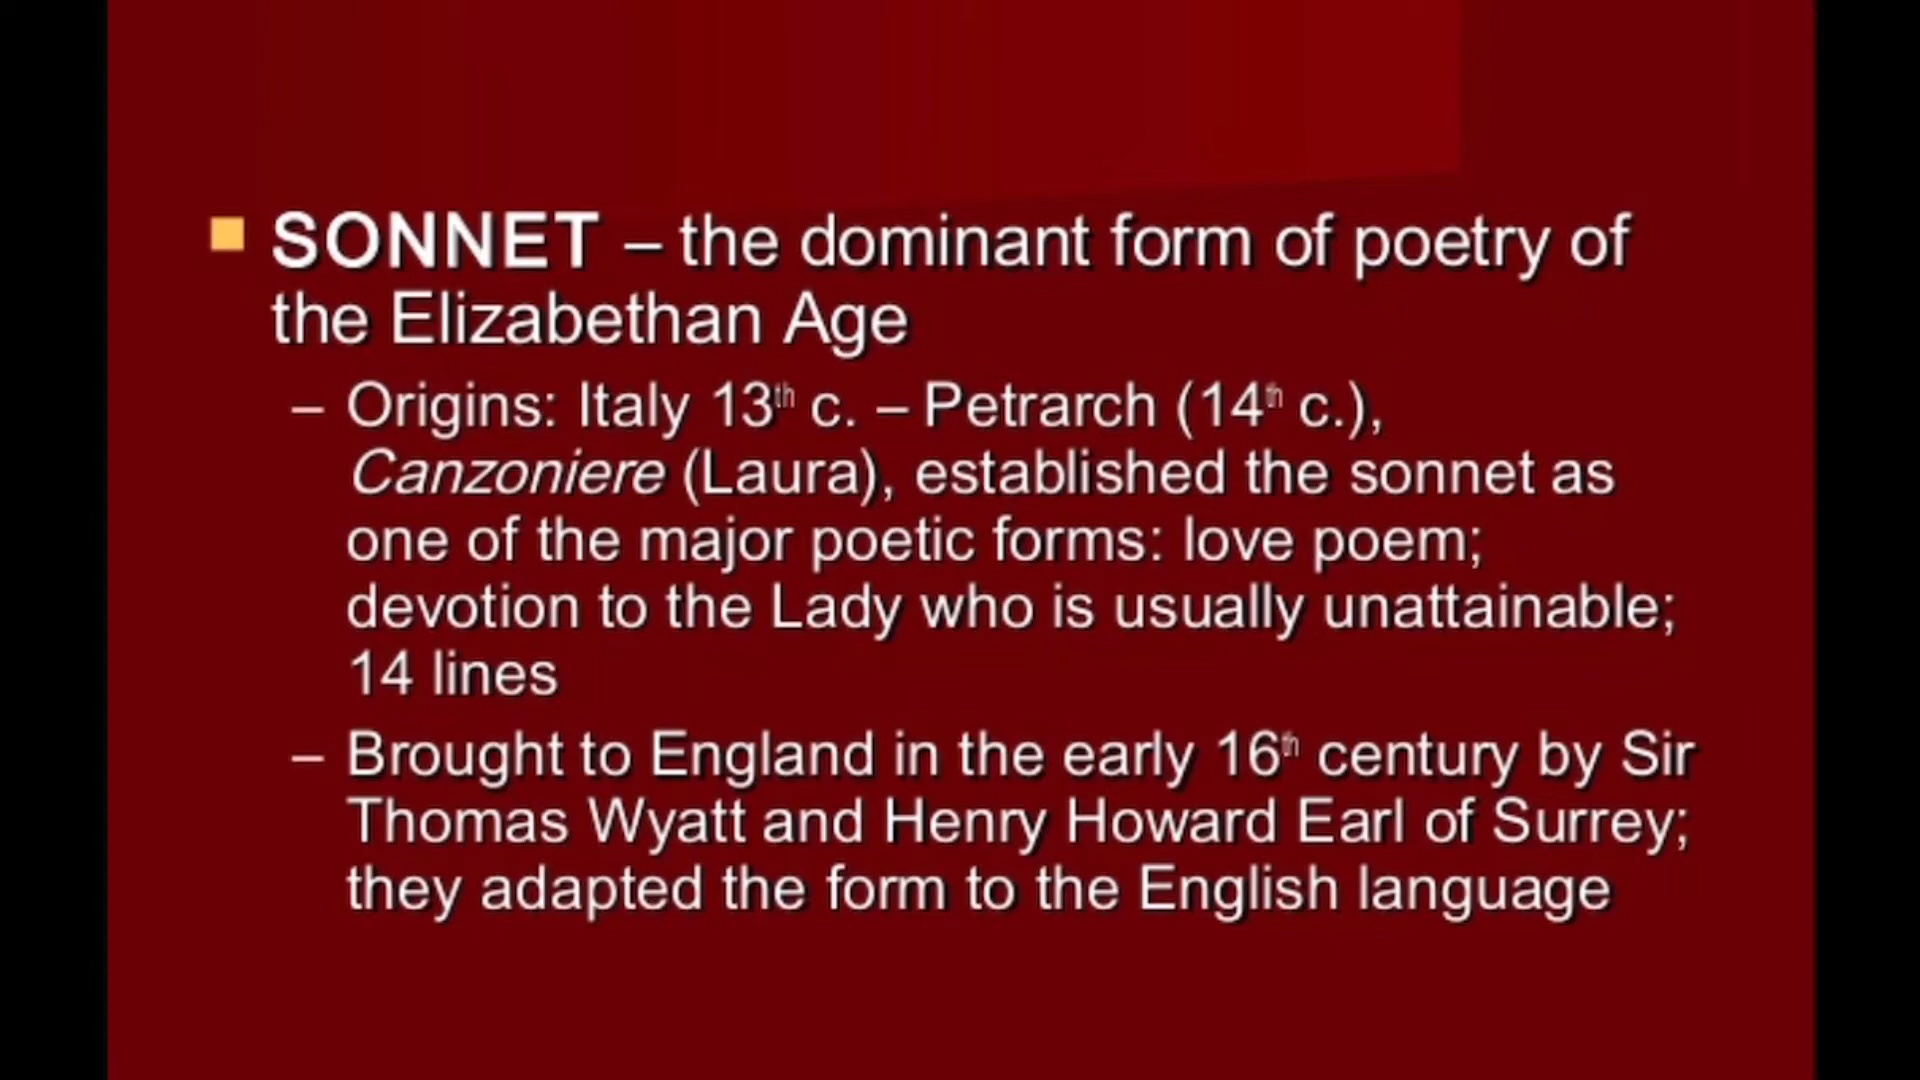 SONNET – the dominant form of poetry of
the Elizabethan Age
– Origins: Italy 13th c. – Petrarch (14th c.),
Canzoniere (Laura), established the sonnet as
one of the major poetic forms: love poem;
devotion to the Lady who is usually unattainable;
14 lines
– Brought to England in the early 16th century by Sir
Thomas Wyatt and Henry Howard Earl of Surrey;
they adapted the form to the English language